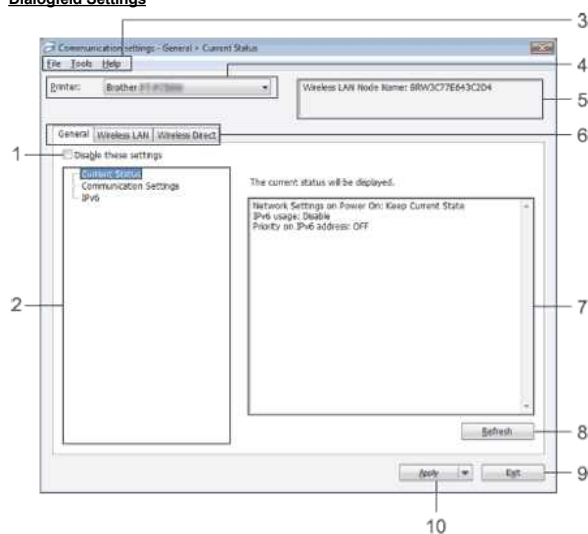 Dialogfeld Settings
3
Communication settings - General > Current Status
File Tools Help
4
Printer: Brother
Wireless LAN Node Name: BRW3C77E643C2D4
5
General Wireless LAN Wireless Direct
6
1
Disable these settings
Current Status
Communication Settings
IPv6
The current status will be displayed.
Network Settings on Power On: Keep Current State
IPv6 usage: Disable
Priority on IPv6 address: OFF
2
7
Refresh
8
Apply
Exit
9
10